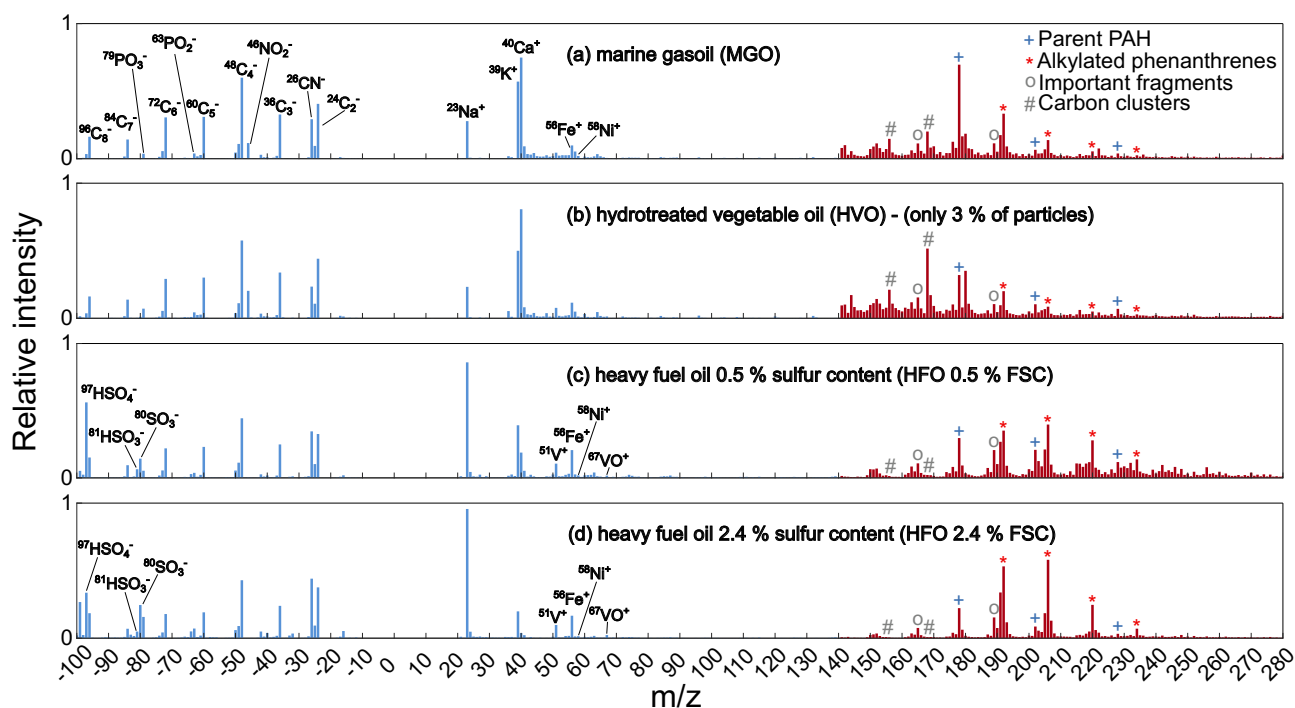 Relative intensity
1
(a) marine gasoil (MGO)
+ Parent PAH
* Alkylated phenanthrenes
o Important fragments
# Carbon clusters
⁹⁶C₈⁻
⁸⁴C₇⁻
⁷⁹PO₃⁻
⁷²C₆⁻
⁶³PO₂⁻
⁶⁰C₅⁻
⁴⁸C₄⁻
⁴⁶NO₂⁻
³⁶C₃⁻
²⁶CN⁻
²⁴C₂⁻
²³Na⁺
³⁹K⁺
⁴⁰Ca⁺
⁵⁶Fe⁺
⁵⁸Ni⁺
# o # + o * + * * + *
0
1
(b) hydrotreated vegetable oil (HVO) - (only 3 % of particles)
# o # + o * + * * + *
0
1
(c) heavy fuel oil 0.5 % sulfur content (HFO 0.5 % FSC)
⁹⁷HSO₄⁻
⁸¹HSO₃⁻
⁸⁰SO₃⁻
⁵¹V⁺
⁵⁶Fe⁺
⁵⁸Ni⁺
⁶⁷VO⁺
# o # + o * + * * + *
0
1
(d) heavy fuel oil 2.4 % sulfur content (HFO 2.4 % FSC)
⁹⁷HSO₄⁻
⁸¹HSO₃⁻
⁸⁰SO₃⁻
⁵¹V⁺
⁵⁶Fe⁺
⁵⁸Ni⁺
⁶⁷VO⁺
# o # + o * + * * + *
0
-100 -90 -80 -70 -60 -50 -40 -30 -20 -10 0 10 20 30 40 50 60 70 80 90 100 110 120 130 140 150 160 170 180 190 200 210 220 230 240 250 260 270 280
m/z